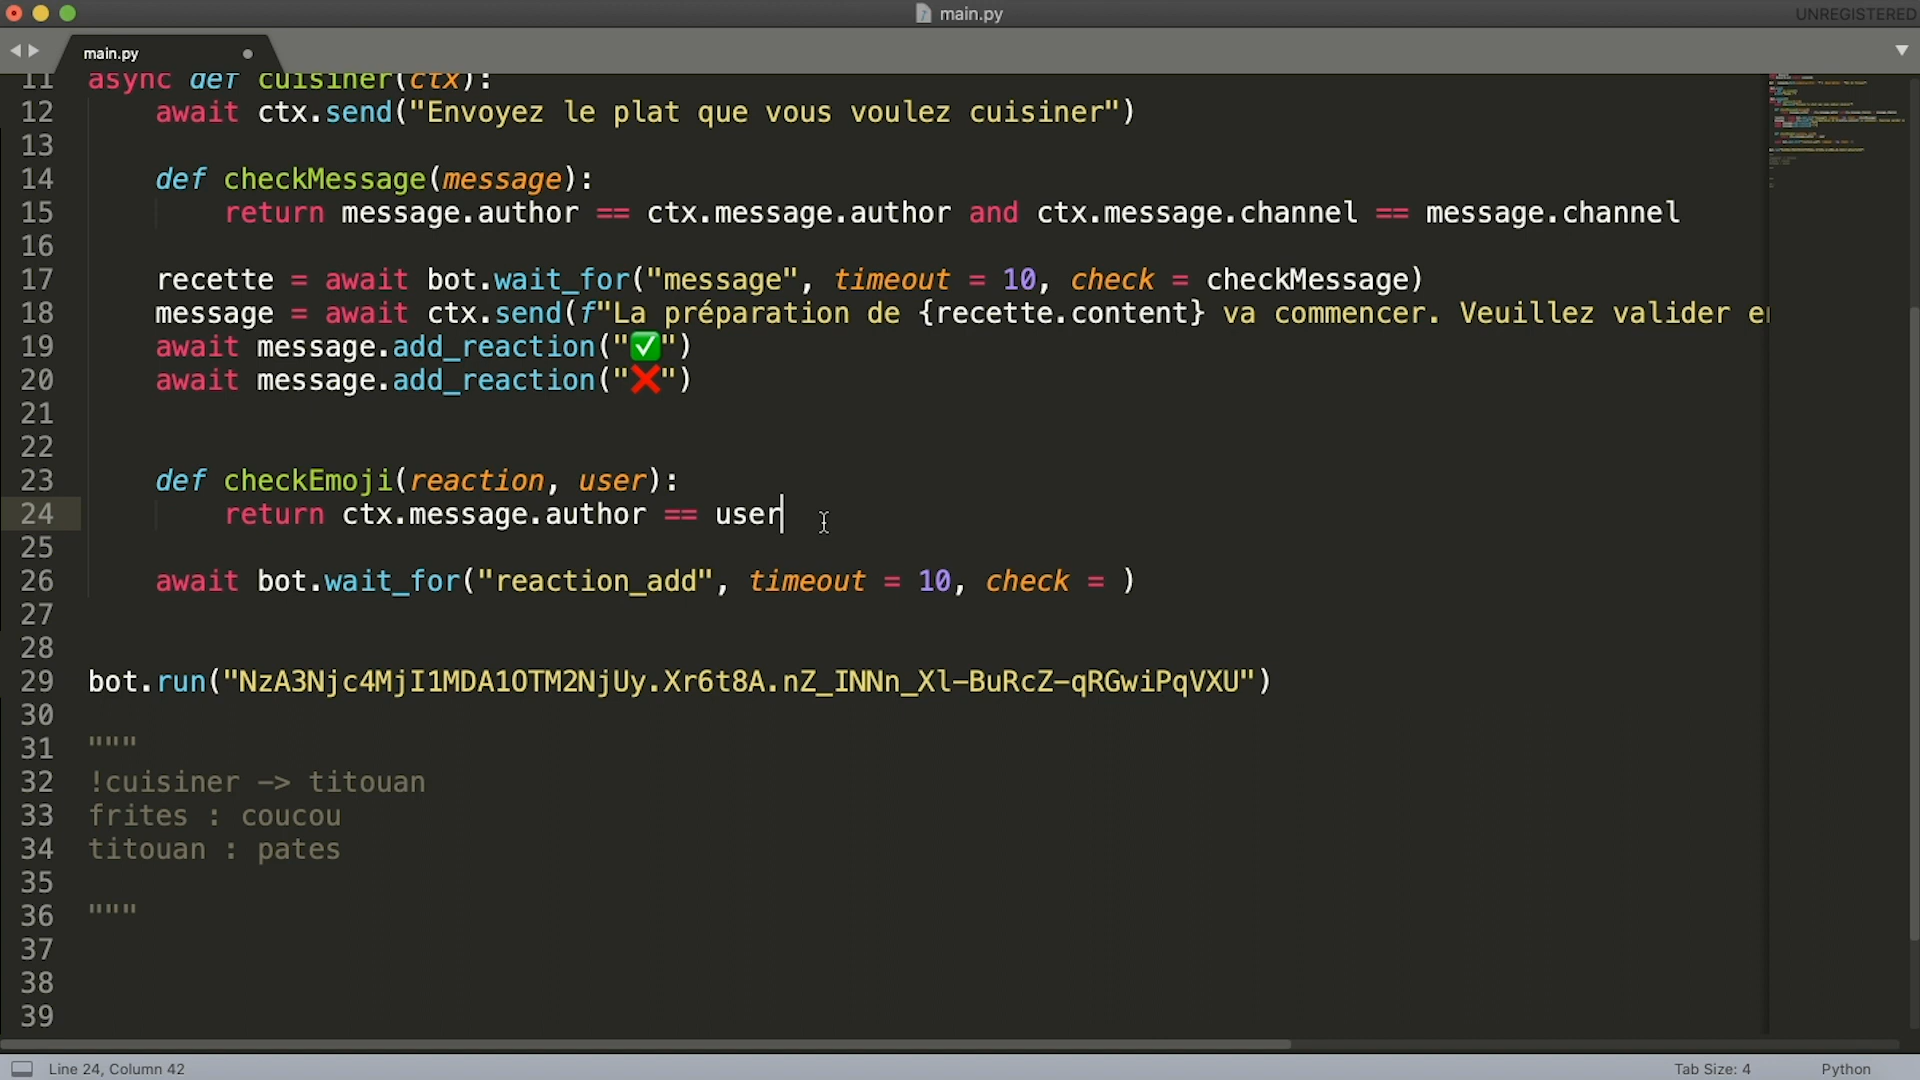 main.py
UNREGISTERED
main.py
11 async def cuisiner(ctx):
12 await ctx.send("Envoyez le plat que vous voulez cuisiner")
13
14 def checkMessage(message):
15 return message.author == ctx.message.author and ctx.message.channel == message.channel
16
17 recette = await bot.wait_for("message", timeout = 10, check = checkMessage)
18 message = await ctx.send(f"La préparation de {recette.content} va commencer. Veuillez valider en
19 await message.add_reaction("✅")
20 await message.add_reaction("❌")
21
22
23 def checkEmoji(reaction, user):
24 return ctx.message.author == user
25
26 await bot.wait_for("reaction_add", timeout = 10, check = )
27
28
29 bot.run("NzA3Njc4MjI1MDA1OTM2NjUy.Xr6t8A.nZ_INNn_Xl-BuRcZ-qRGwiPqVXU")
30
31 """
32 !cuisiner -> titouan
33 frites : coucou
34 titouan : pates
35
36 """
37
38
39
Line 24, Column 42
Tab Size: 4
Python